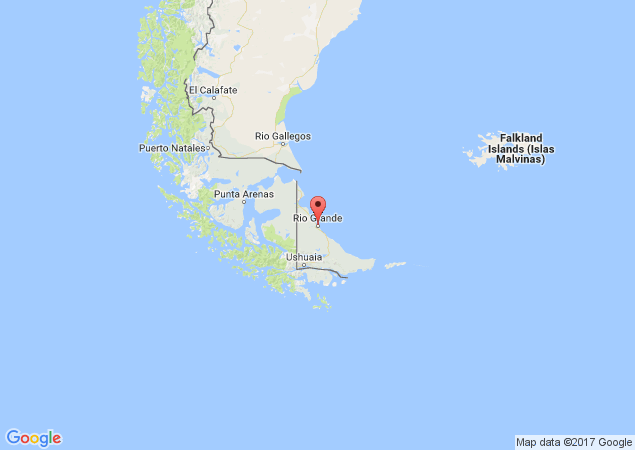 El Calafate
Falkland
Islands (Islas
Malvinas)
Rio Gallegos
Puerto Natales
Punta Arenas
Rio Grande
Ushuaia
Google
Map data ©2017 Google